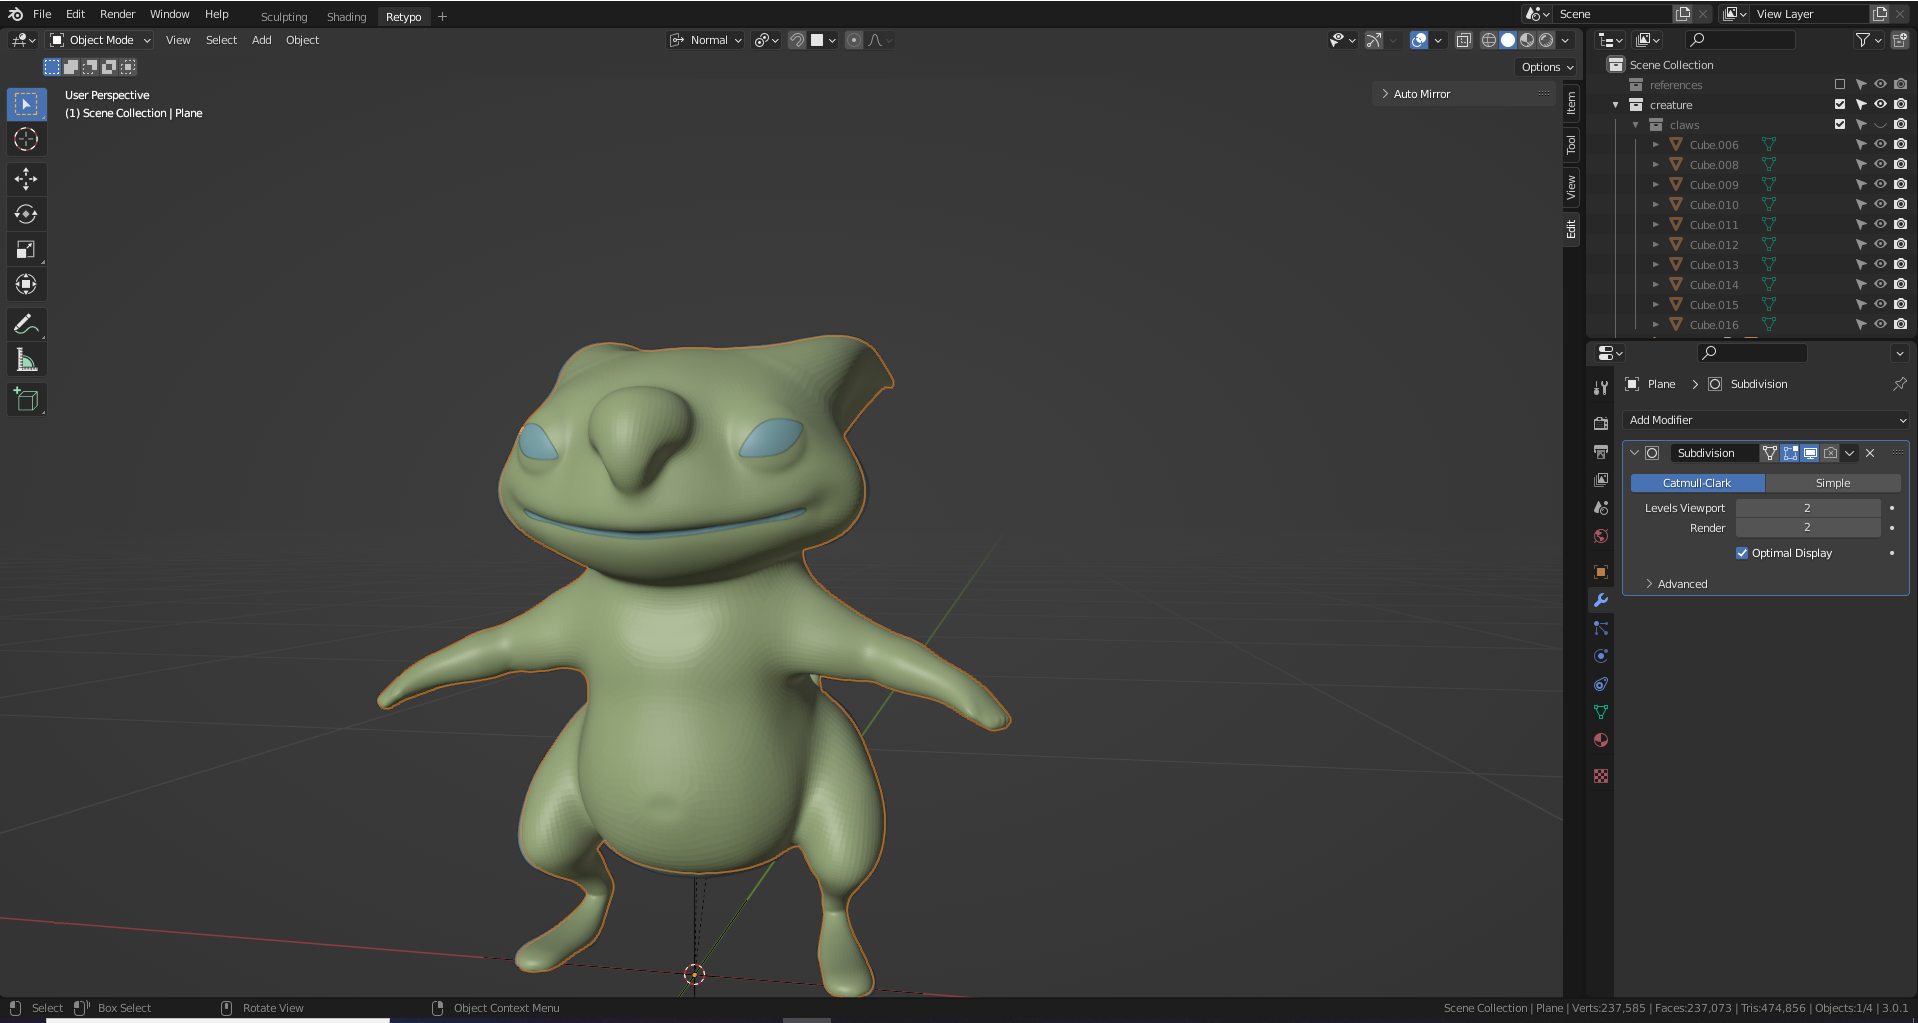 File Edit Render Window Help Sculpting Shading Retypo
Scene
View Layer
Object Mode View Select Add Object
Normal
Options
User Perspective
(1) Scene Collection | Plane
Auto Mirror
Item
Tool
View
Edit
Scene Collection
references
creature
claws
Cube.006
Cube.008
Cube.009
Cube.010
Cube.011
Cube.012
Cube.013
Cube.014
Cube.015
Cube.016
Plane Subdivision
Add Modifier
Subdivision
Catmull-Clark Simple
Levels Viewport 2
Render 2
Optimal Display
Advanced
Select Box Select Rotate View Object Context Menu
Scene Collection | Plane | Verts:237,585 | Faces:237,073 | Tris:474,856 | Objects:1/4 | 3.0.1